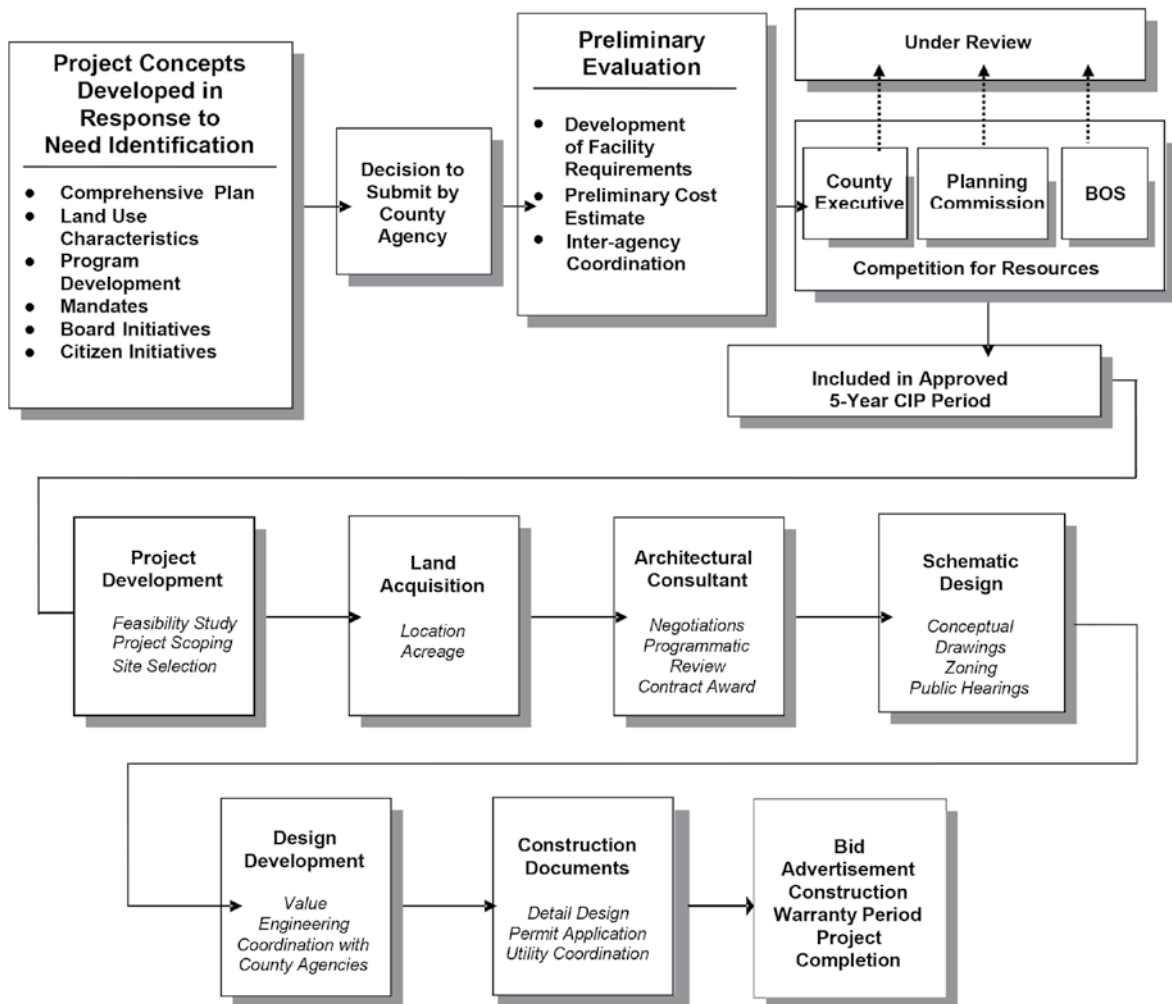 Project Concepts
Developed in
Response to
Need Identification
● Comprehensive Plan
● Land Use
Characteristics
● Program
Development
● Mandates
● Board Initiatives
● Citizen Initiatives
Decision to
Submit by
County
Agency
Preliminary
Evaluation
● Development
of Facility
Requirements
● Preliminary Cost
Estimate
● Inter-agency
Coordination
Under Review
County
Executive
Planning
Commission
BOS
Competition for Resources
Included in Approved
5-Year CIP Period
Project
Development
Feasibility Study
Project Scoping
Site Selection
Land
Acquisition
Location
Acreage
Architectural
Consultant
Negotiations
Programmatic
Review
Contract Award
Schematic
Design
Conceptual
Drawings
Zoning
Public Hearings
Design
Development
Value
Engineering
Coordination with
County Agencies
Construction
Documents
Detail Design
Permit Application
Utility Coordination
Bid
Advertisement
Construction
Warranty Period
Project
Completion